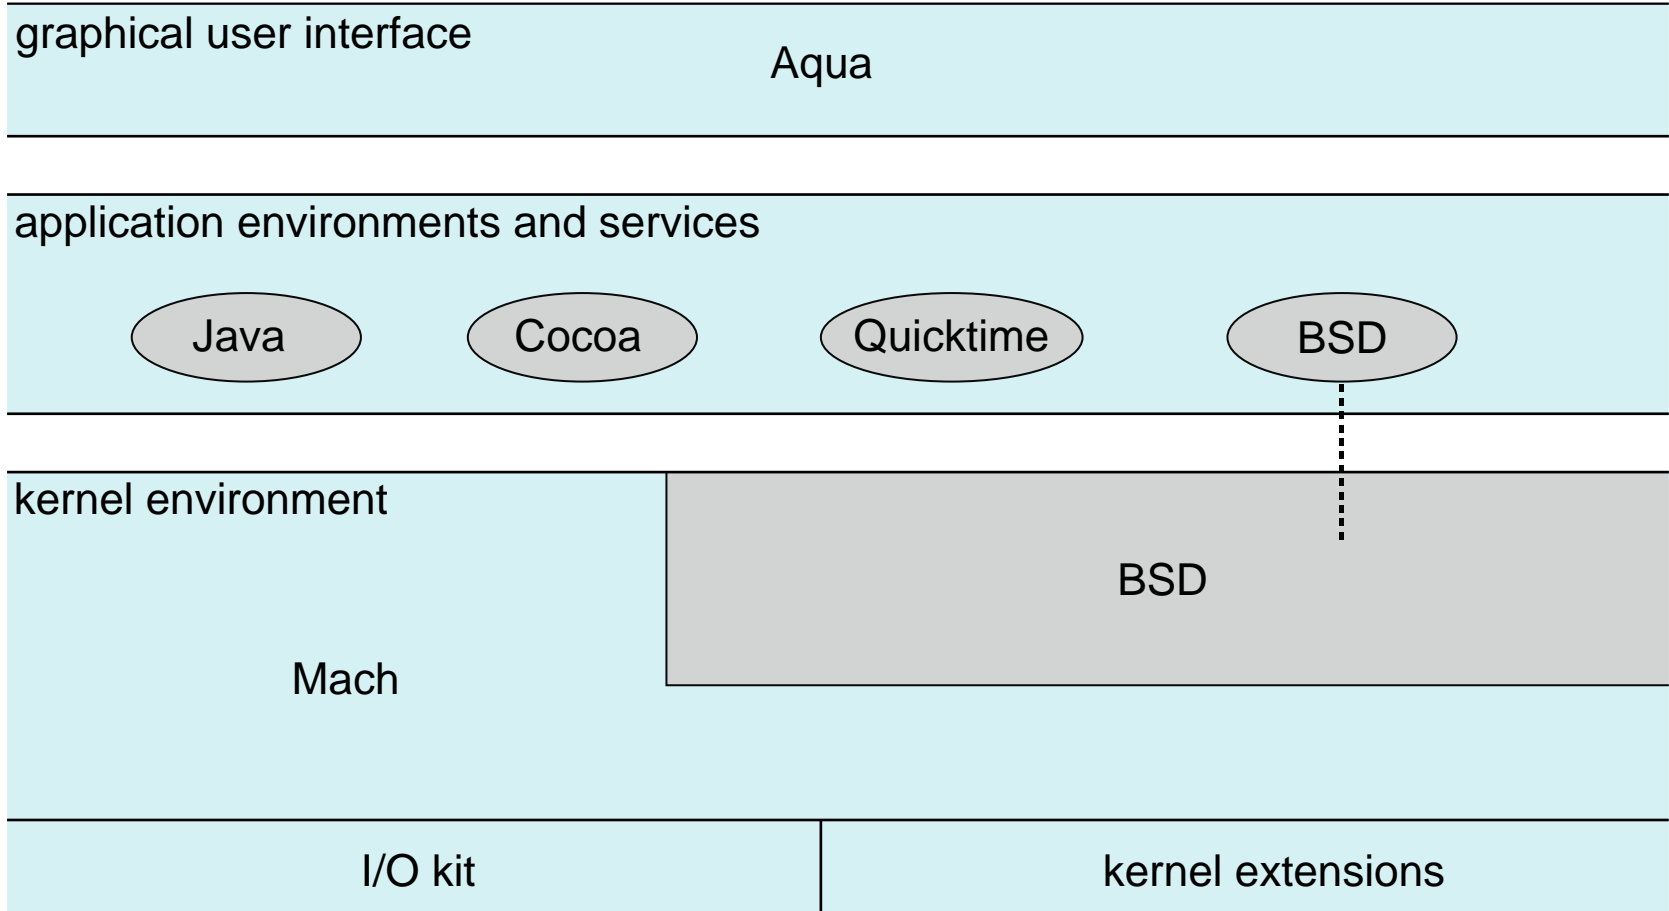 graphical user interface
Aqua
application environments and services
Java
Cocoa
Quicktime
BSD
kernel environment
BSD
Mach
I/O kit
kernel extensions